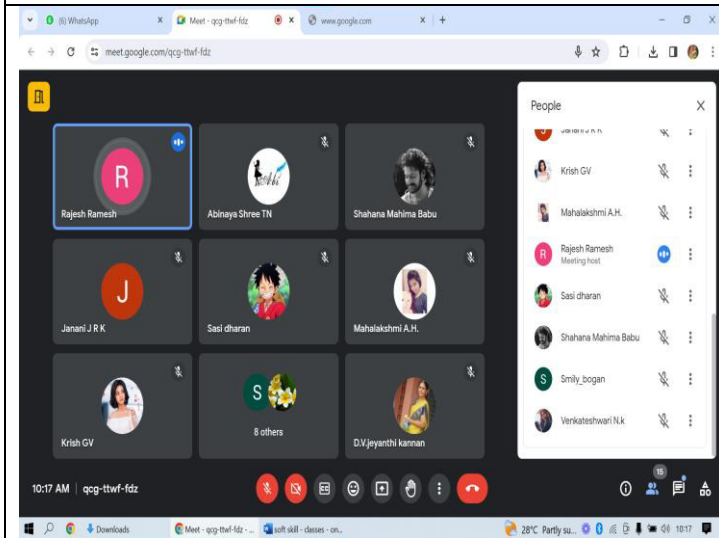 (6) WhatsApp
Meet - qcg-ttwf-fdz
www.google.com
meet.google.com/qcg-ttwf-fdz
People
R
Rajesh Ramesh
Abinaya Shree TN
Shahana Mahima Babu
J
Janani J R K
Sasi dharan
Mahalakshmi A.H.
Krish GV
S
8 others
D.V.jeyanthi kannan
Janani J R K
Krish GV
Mahalakshmi A.H.
R
Rajesh Ramesh
Meeting host
Sasi dharan
Shahana Mahima Babu
S
Smily_bogan
Venkateshwari N.k
10:17 AM | qcg-ttwf-fdz
15
Downloads
Meet - qcg-ttwf-fdz - ...
soft skill - classes - on...
28°C Partly su...
10:17